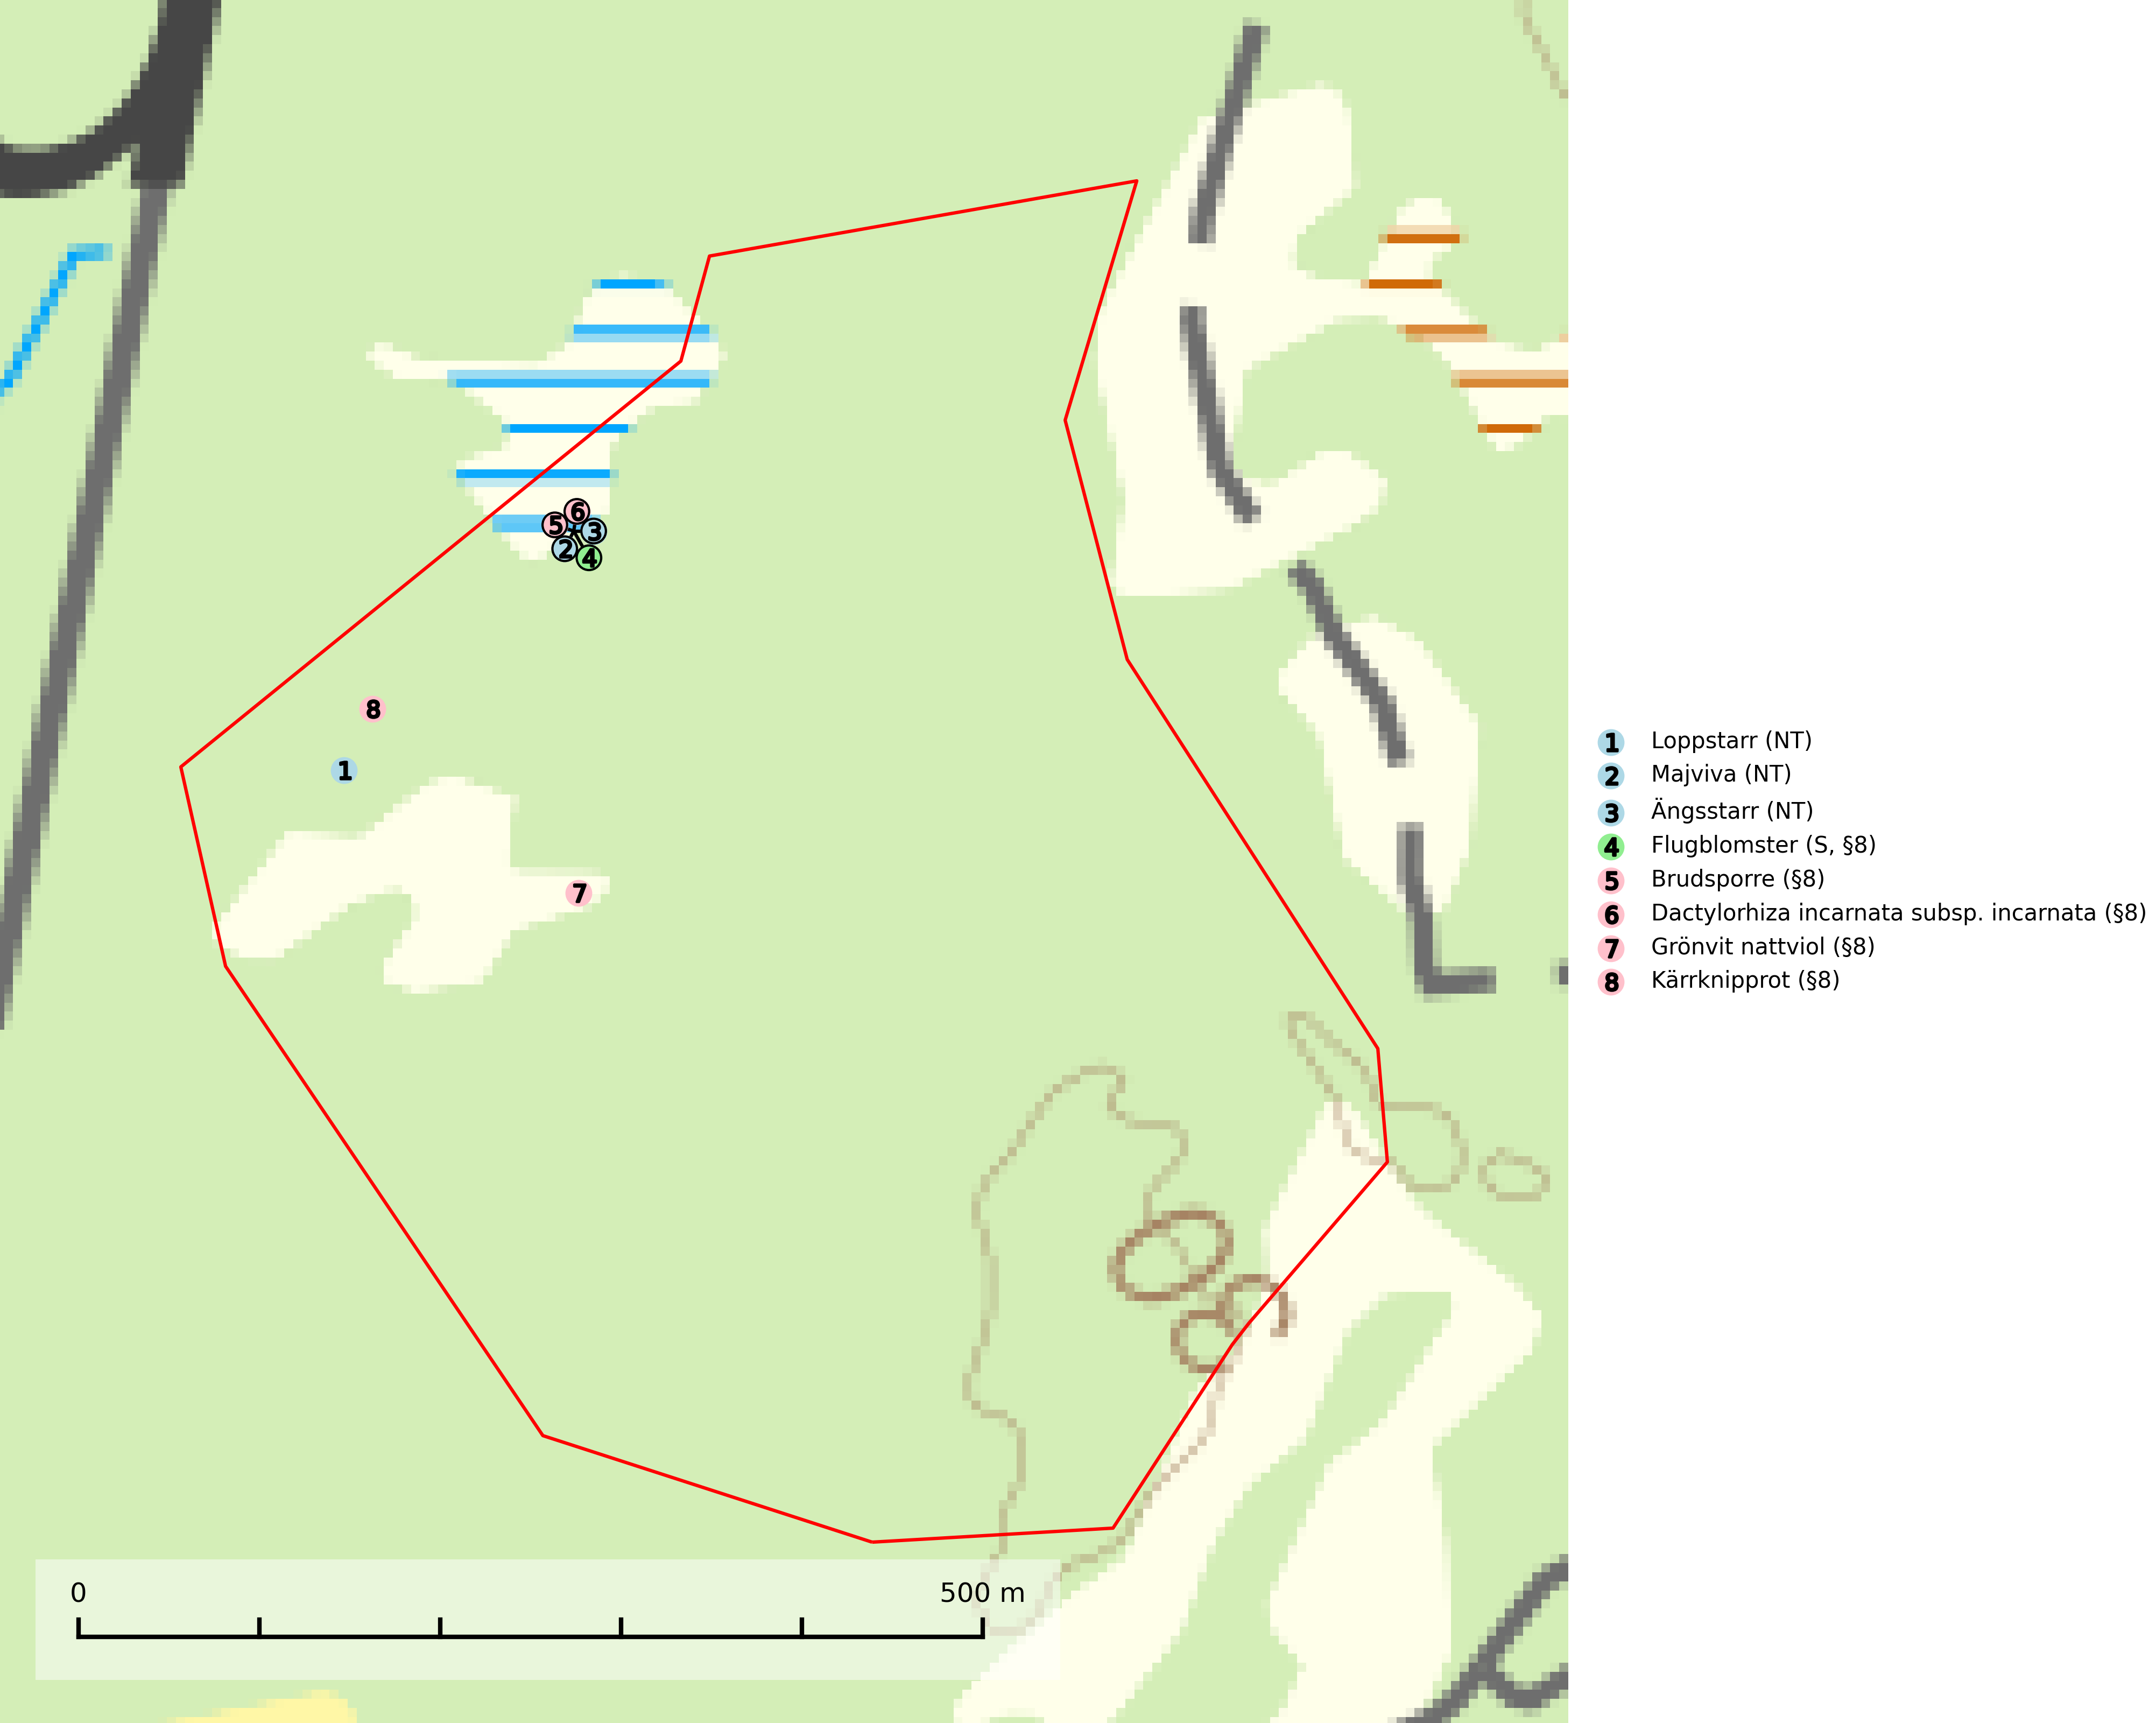 6
5
3
2
4
8
1
7
1 Loppstarr (NT)
2 Majviva (NT)
3 Ängsstarr (NT)
4 Flugblomster (S, §8)
5 Brudsporre (§8)
6 Dactylorhiza incarnata subsp. incarnata (§8)
7 Grönvit nattviol (§8)
8 Kärrknipprot (§8)
0 500 m